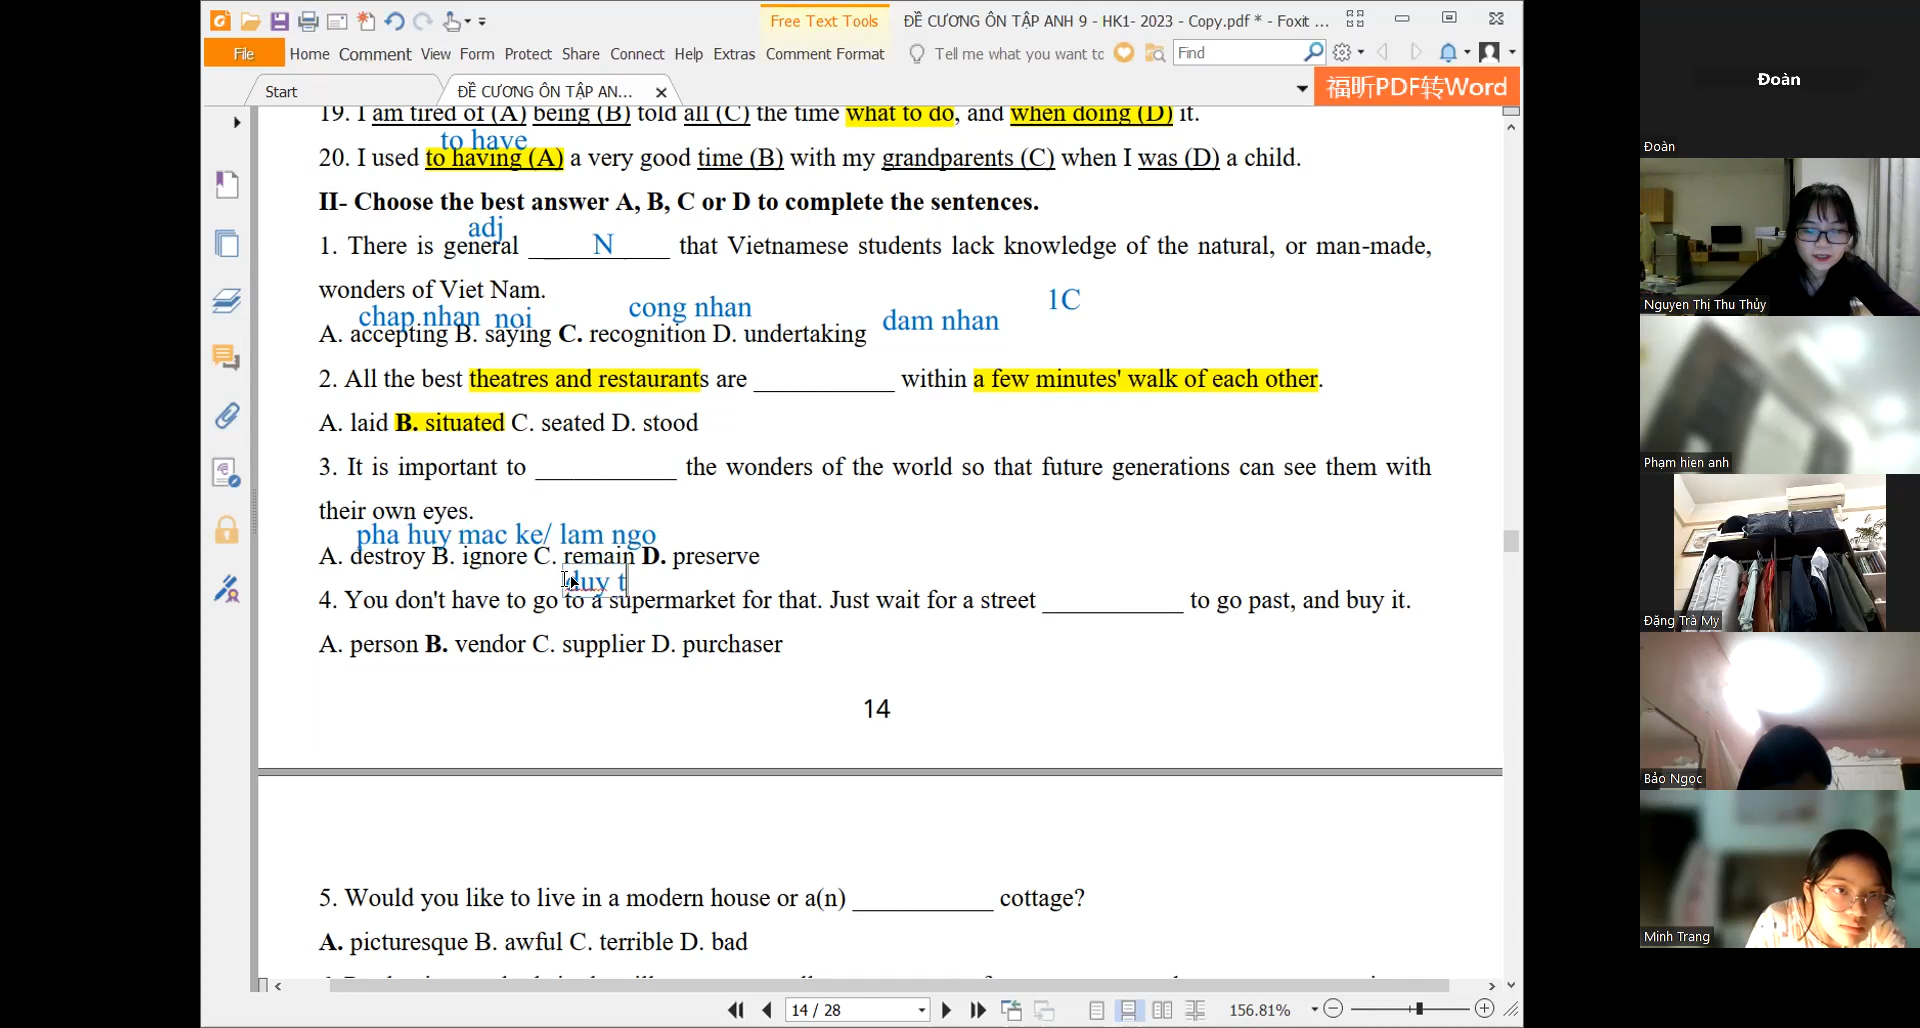 Free Text Tools
ĐỀ CƯƠNG ÔN TẬP ANH 9 - HK1- 2023 - Copy.pdf * - Foxit ...
File Home Comment View Form Protect Share Connect Help Extras Comment Format
Tell me what you want to
Find
Start
ĐỀ CƯƠNG ÔN TẬP AN...
福昕PDF转Word
19. I am tired of (A) being (B) told all (C) the time what to do, and when doing (D) it.
to have
20. I used to having (A) a very good time (B) with my grandparents (C) when I was (D) a child.
II- Choose the best answer A, B, C or D to complete the sentences.
adj
1. There is general ___________ N that Vietnamese students lack knowledge of the natural, or man-made,
wonders of Viet Nam.
chap nhan noi cong nhan dam nhan 1C
A. accepting B. saying C. recognition D. undertaking
2. All the best theatres and restaurants are ___________ within a few minutes' walk of each other.
A. laid B. situated C. seated D. stood
3. It is important to ___________ the wonders of the world so that future generations can see them with
their own eyes.
pha huy mac ke/ lam ngo
A. destroy B. ignore C. remain D. preserve
duy t
4. You don't have to go to a supermarket for that. Just wait for a street ___________ to go past, and buy it.
A. person B. vendor C. supplier D. purchaser
14
5. Would you like to live in a modern house or a(n) ___________ cottage?
A. picturesque B. awful C. terrible D. bad
14 / 28
156.81%
Đoàn
Đoàn
Nguyen Thị Thu Thủy
Phạm hien anh
Đặng Trà My
Bảo Ngọc
Minh Trang